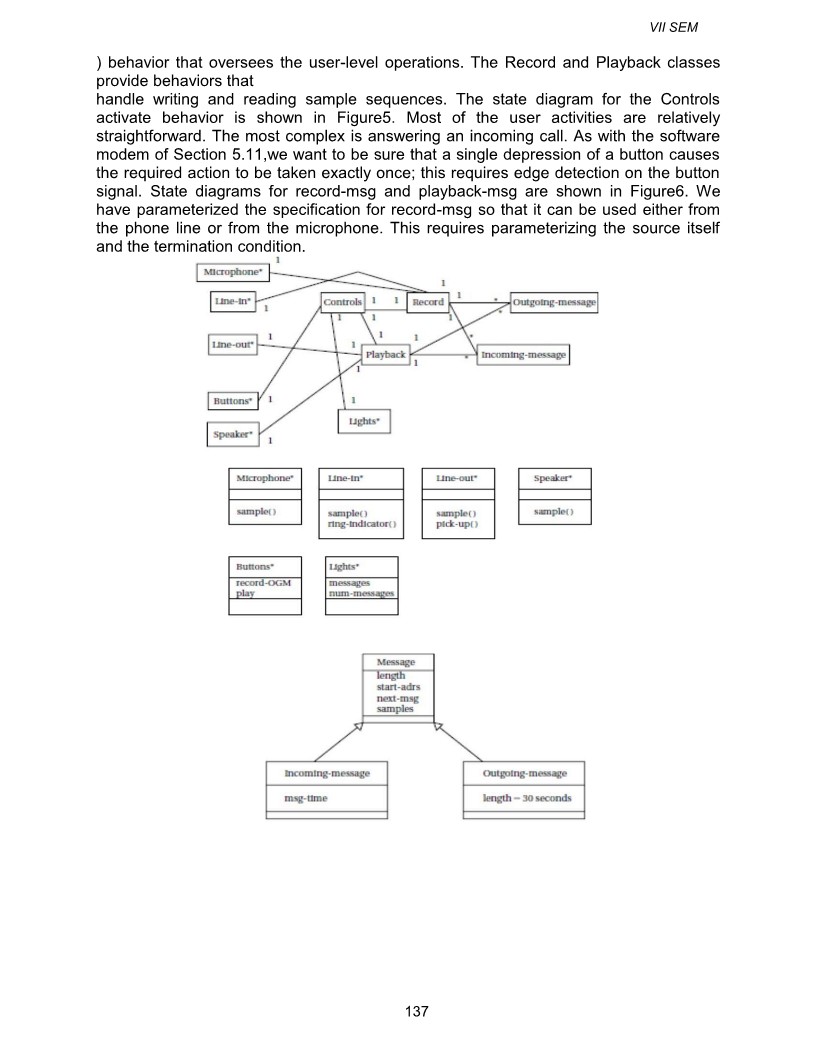 VII SEM
) behavior that oversees the user-level operations. The Record and Playback classes
provide behaviors that
handle writing and reading sample sequences. The state diagram for the Controls
activate behavior is shown in Figure5. Most of the user activities are relatively
straightforward. The most complex is answering an incoming call. As with the software
modem of Section 5.11,we want to be sure that a single depression of a button causes
the required action to be taken exactly once; this requires edge detection on the button
signal. State diagrams for record-msg and playback-msg are shown in Figure6. We
have parameterized the specification for record-msg so that it can be used either from
the phone line or from the microphone. This requires parameterizing the source itself
and the termination condition.
1
Microphone*
1
Line-in* 1 Controls 1 1 Record 1 * Outgoing-message
*
1 1 1
Line-out* 1 1 1 *
1 Playback * Incoming-message
1 1
Buttons* 1 1
Lights*
Speaker* 1
Microphone* Line-in* Line-out* Speaker*
sample() sample() sample() sample()
ring-indicator() pick-up()
Buttons* Lights*
record-OGM messages
play num-messages
Message
length
start-adrs
next-msg
samples
Incoming-message Outgoing-message
msg-time length = 30 seconds
137